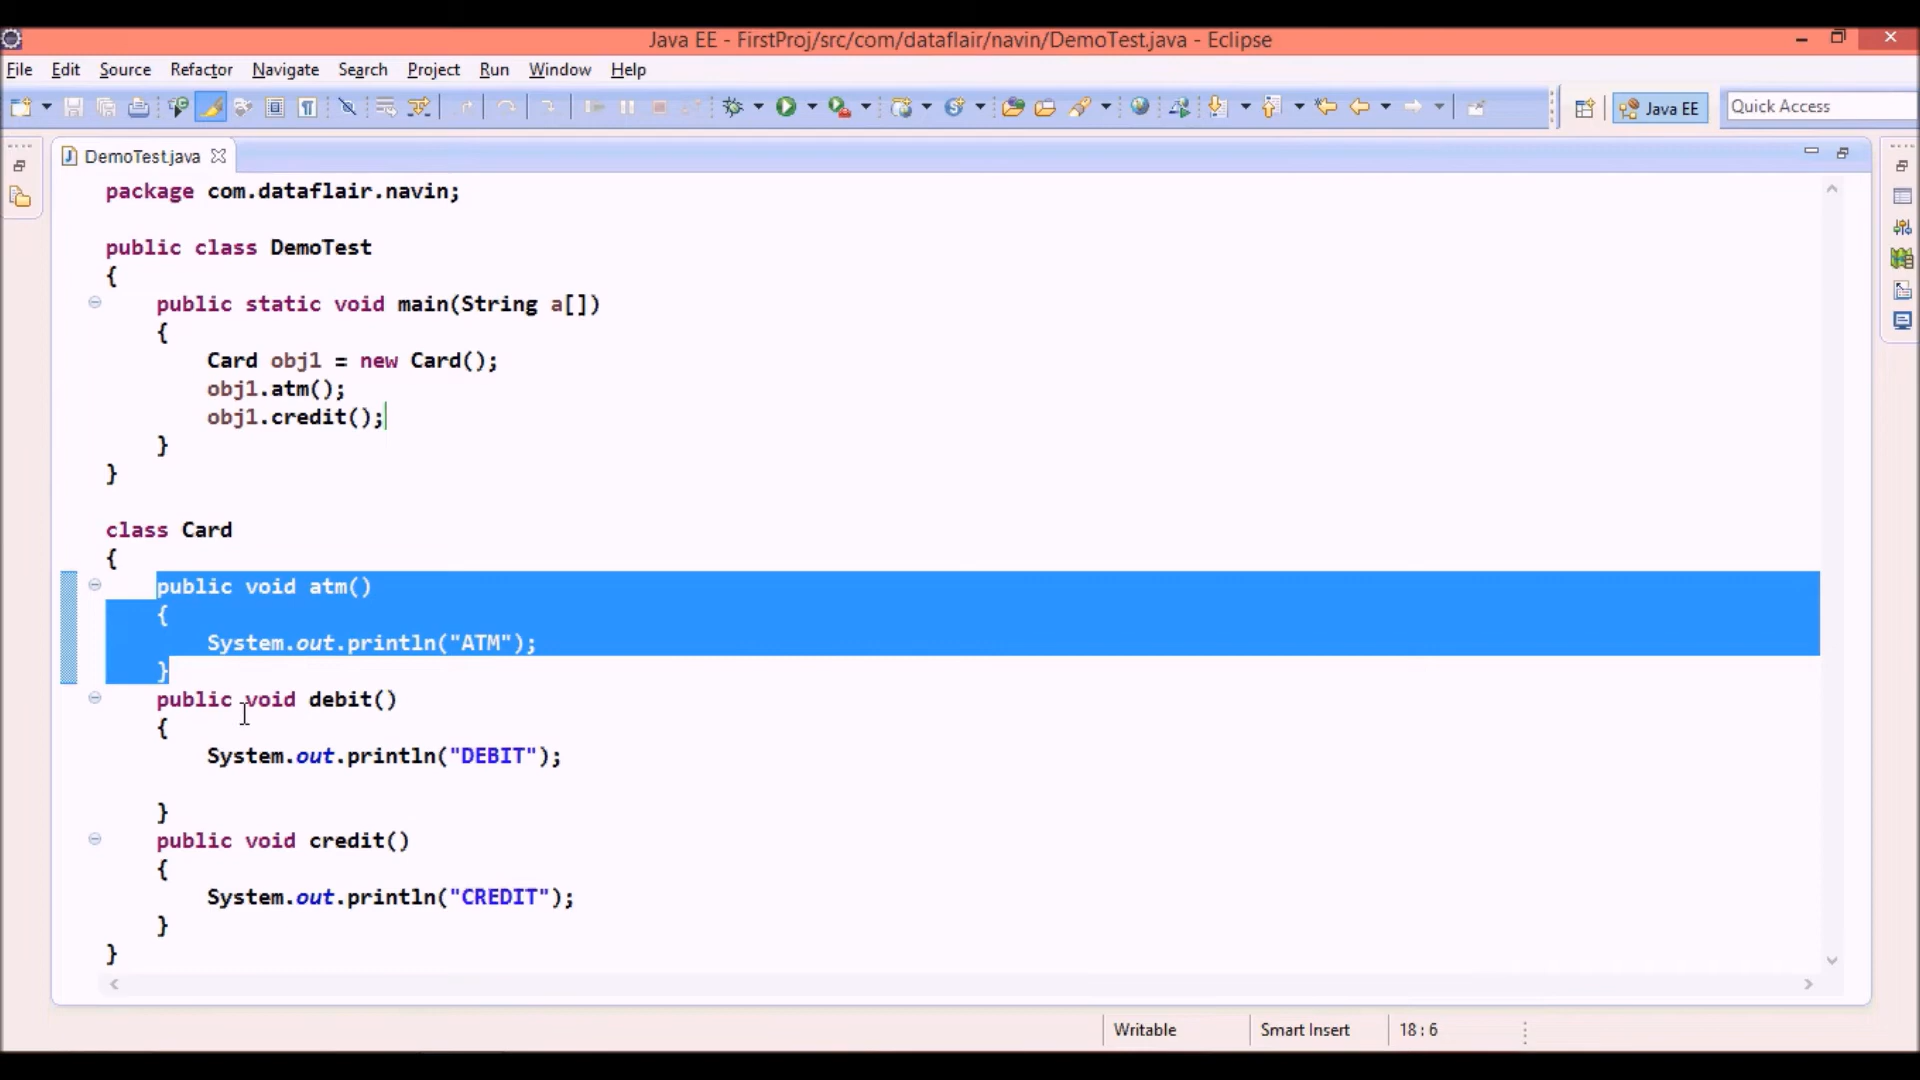 Java EE - FirstProj/src/com/dataflair/navin/DemoTest.java - Eclipse
File Edit Source Refactor Navigate Search Project Run Window Help
Java EE Quick Access
DemoTest.java
package com.dataflair.navin;
public class DemoTest
{
public static void main(String a[])
{
Card obj1 = new Card();
obj1.atm();
obj1.credit();
}
}
class Card
{
public void atm()
{
System.out.println("ATM");
}
public void debit()
{
System.out.println("DEBIT");
}
public void credit()
{
System.out.println("CREDIT");
}
}
Writable Smart Insert 18 : 6